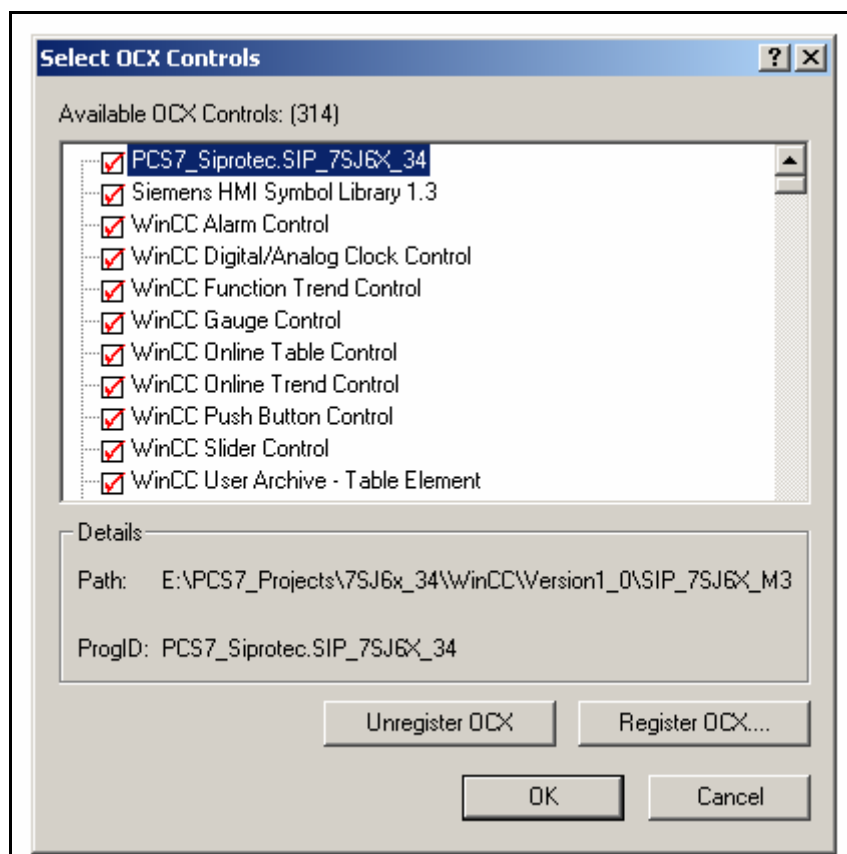 Select OCX Controls
Available OCX Controls: (314)
PCS7_Siprotec.SIP_7SJ6X_34
Siemens HMI Symbol Library 1.3
WinCC Alarm Control
WinCC Digital/Analog Clock Control
WinCC Function Trend Control
WinCC Gauge Control
WinCC Online Table Control
WinCC Online Trend Control
WinCC Push Button Control
WinCC Slider Control
WinCC User Archive - Table Element
Details
Path: E:\PCS7_Projects\7SJ6x_34\WinCC\Version1_0\SIP_7SJ6X_M3
ProgID: PCS7_Siprotec.SIP_7SJ6X_34
Unregister OCX Register OCX....
OK Cancel